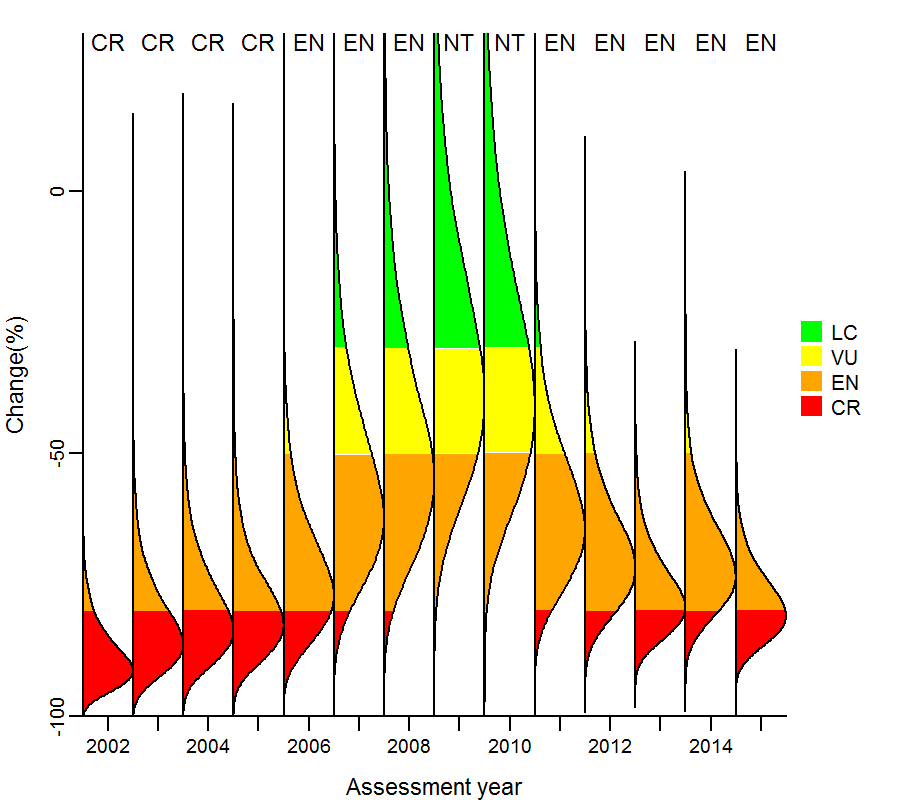 CR CR CR CR EN EN EN NT NT EN EN EN EN EN
0
-50
-100
Change(%)
LC
VU
EN
CR
2002 2004 2006 2008 2010 2012 2014
Assessment year